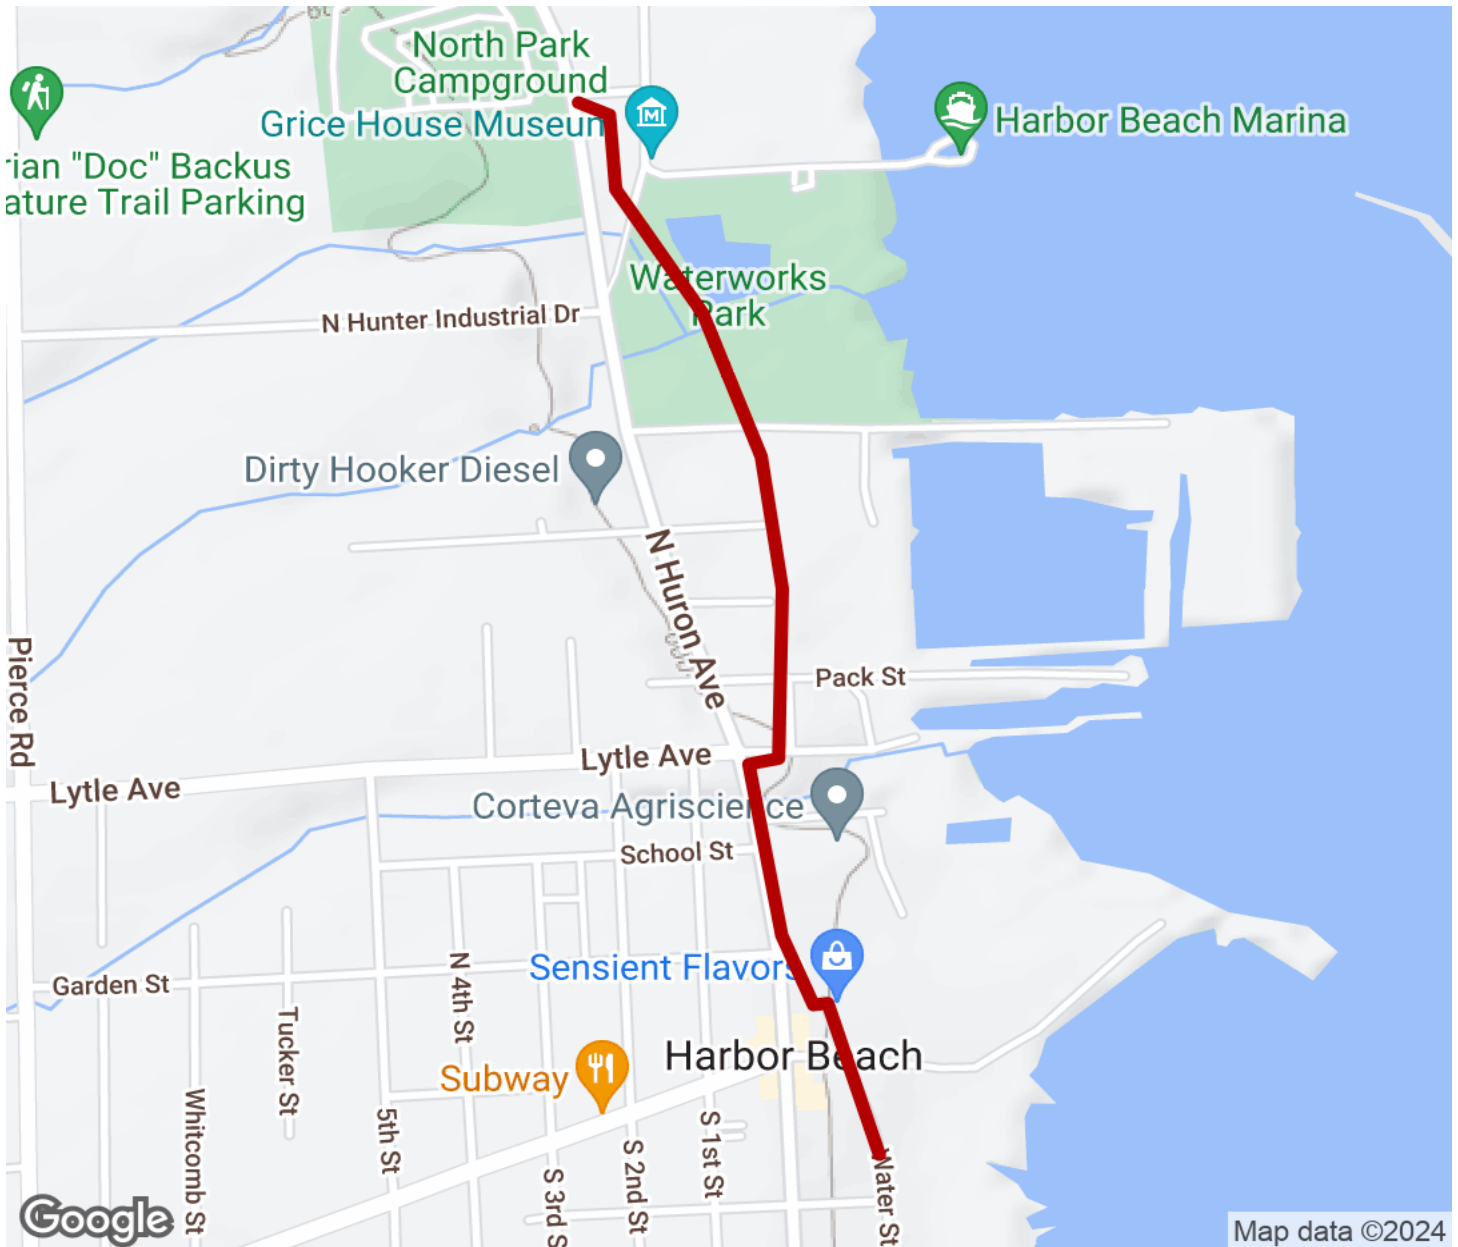 North Park
Campground
Grice House Museum
Harbor Beach Marina
rian "Doc" Backus
ature Trail Parking
Waterworks
Park
N Hunter Industrial Dr
Dirty Hooker Diesel
N Huron Ave
Pierce Rd
Pack St
Lytle Ave
Lytle Ave
Corteva Agriscience
School St
Sensient Flavors
Garden St
N 4th St
Tucker St
Harbor Beach
Subway
Whitcomb St
5th St
S 1st St
S 2nd St
S 3rd S
Water St
Google
Map data ©2024